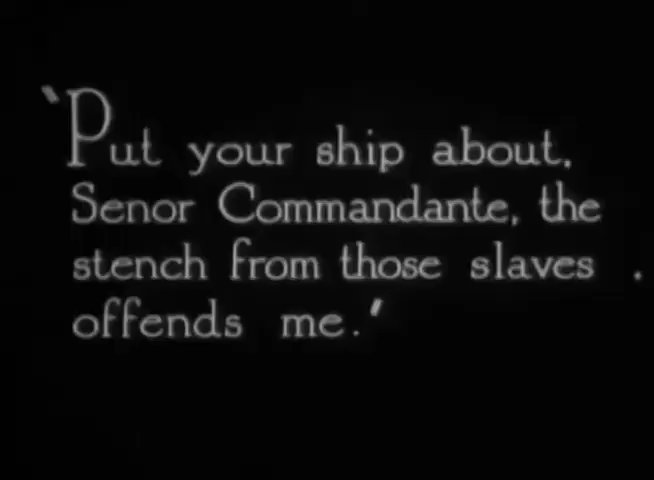 'Put your ship about,
Senor Commandante, the
stench from those slaves .
offends me.'